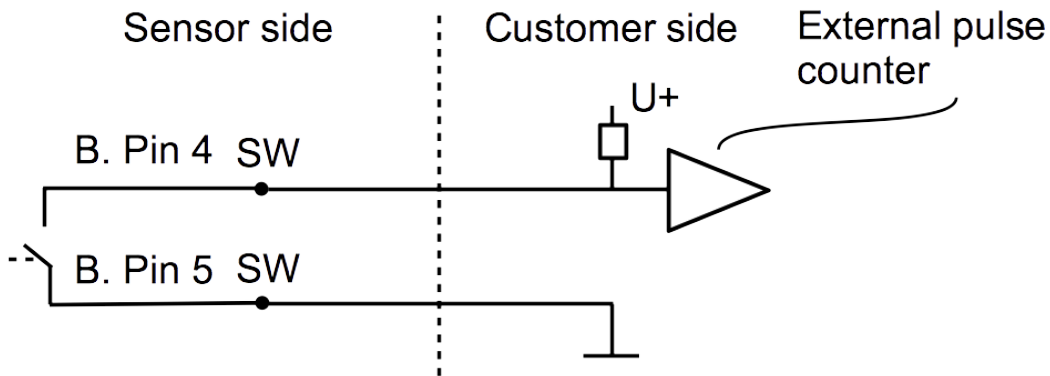 Sensor side
Customer side
External pulse
counter
U+
B. Pin 4 SW
B. Pin 5 SW